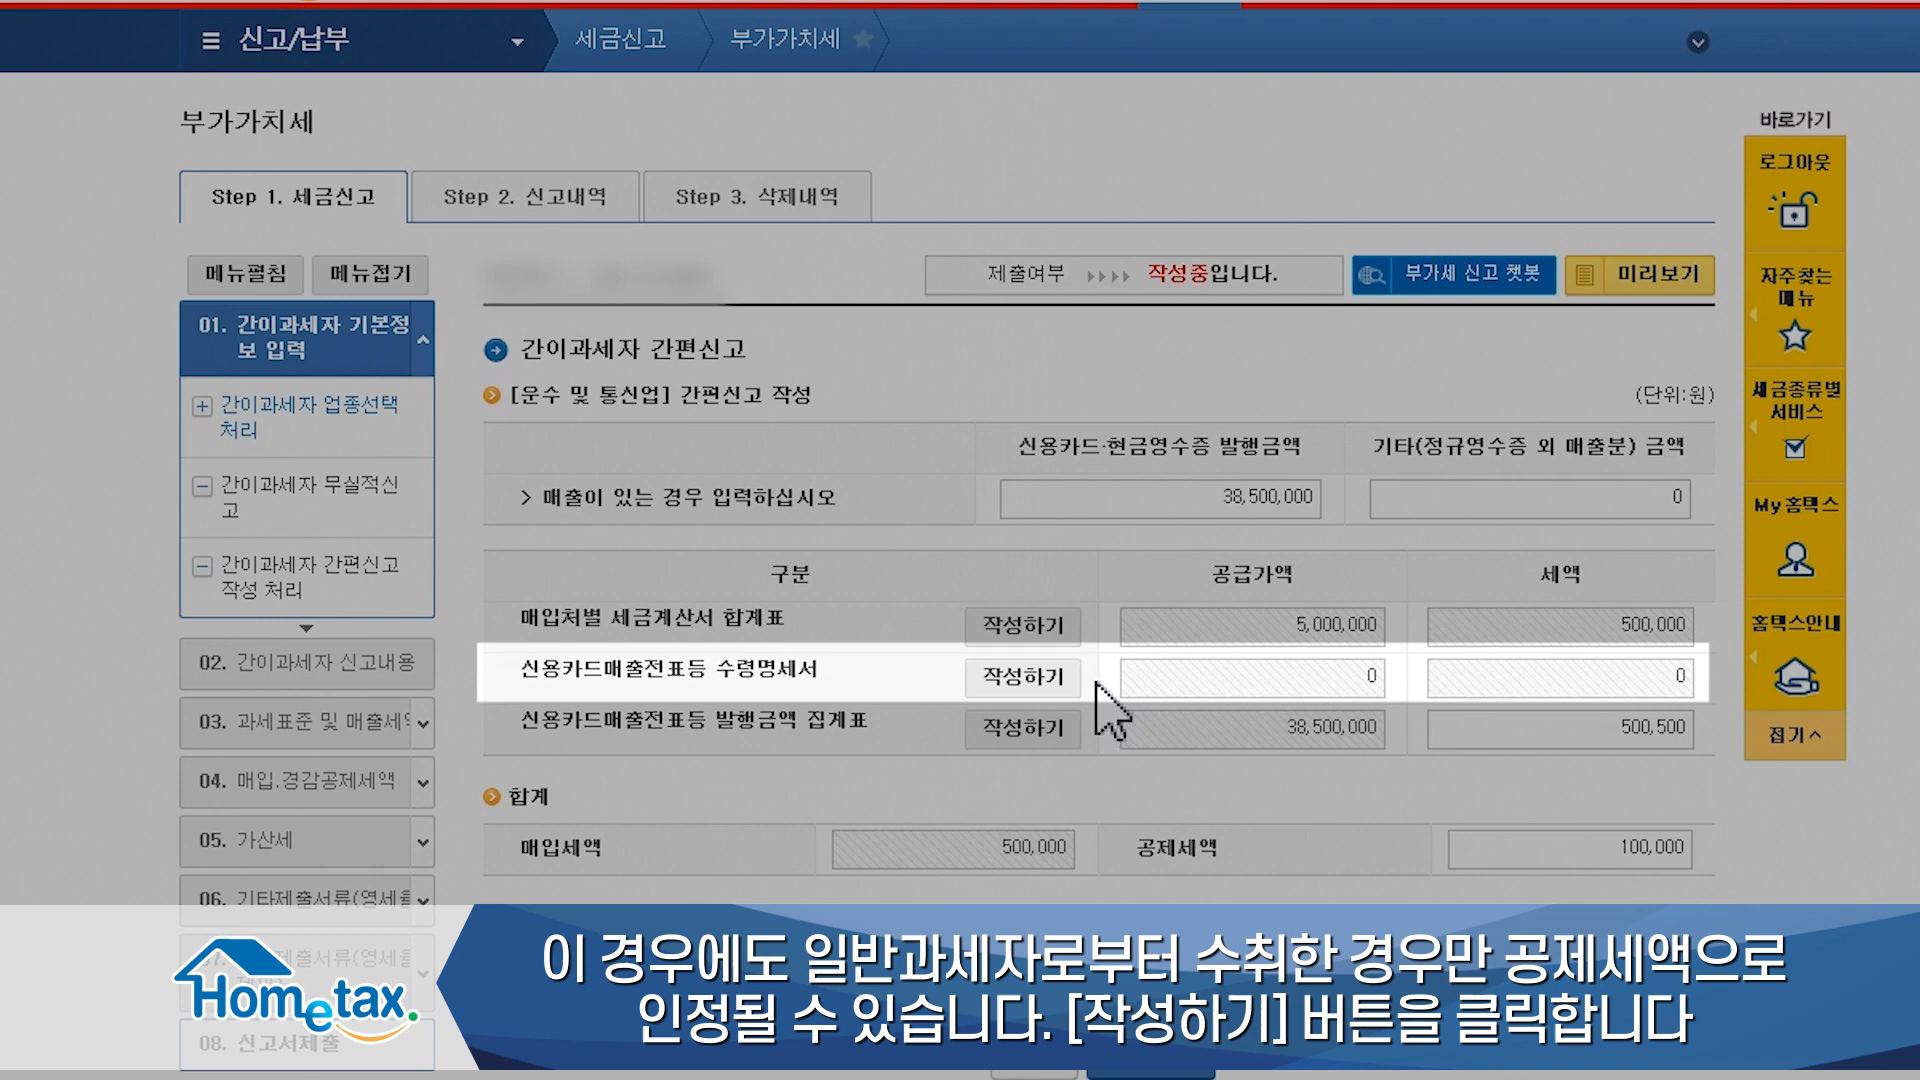 신고/납부
세금신고
부가가치세
부가가치세
바로가기
로그아웃
자주찾는
메뉴
세금종류별
서비스
My홈택스
홈택스안내
접기
Step 1. 세금신고
Step 2. 신고내역
Step 3. 삭제내역
메뉴펼침
메뉴접기
01. 간이과세자 기본정
보 입력
간이과세자 업종선택
처리
간이과세자 무실적신
고
간이과세자 간편신고
작성 처리
02. 간이과세자 신고내용
03. 과세표준 및 매출세
04. 매입.경감공제세액
05. 가산세
06. 기타제출서류(영세율
08. 신고서제출
제출여부
작성중입니다.
부가세 신고 챗봇
미리보기
간이과세자 간편신고
[운수 및 통신업] 간편신고 작성
(단위:원)
신용카드·현금영수증 발행금액
기타(정규영수증 외 매출분) 금액
> 매출이 있는 경우 입력하십시오
38,500,000
0
구분
공급가액
세액
매입처별 세금계산서 합계표
작성하기
5,000,000
500,000
신용카드매출전표등 수령명세서
작성하기
0
0
신용카드매출전표등 발행금액 집계표
작성하기
38,500,000
500,500
합계
매입세액
500,000
공제세액
100,000
Hometax.
이 경우에도 일반과세자로부터 수취한 경우만 공제세액으로
인정될 수 있습니다. [작성하기] 버튼을 클릭합니다